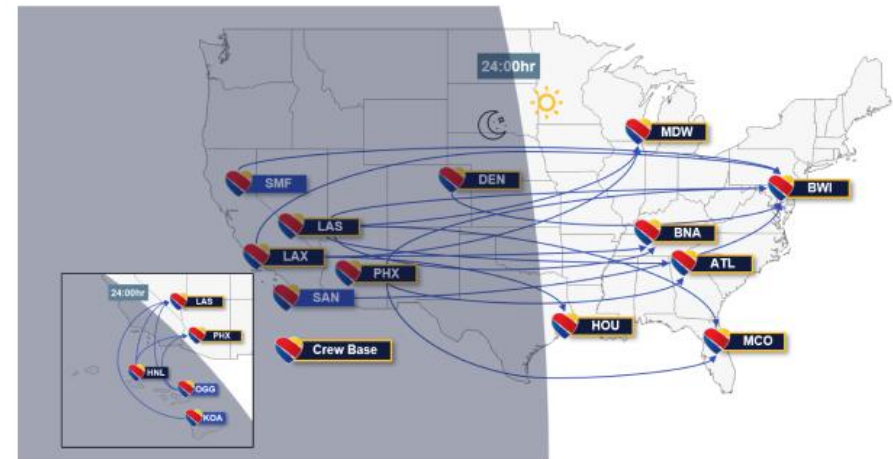 24:00hr
MDW
SMF
DEN
BWI
LAS
BNA
LAX
ATL
PHX
SAN
HOU
MCO
Crew Base
24:00hr
LAS
PHX
HNL
OGG
KOA